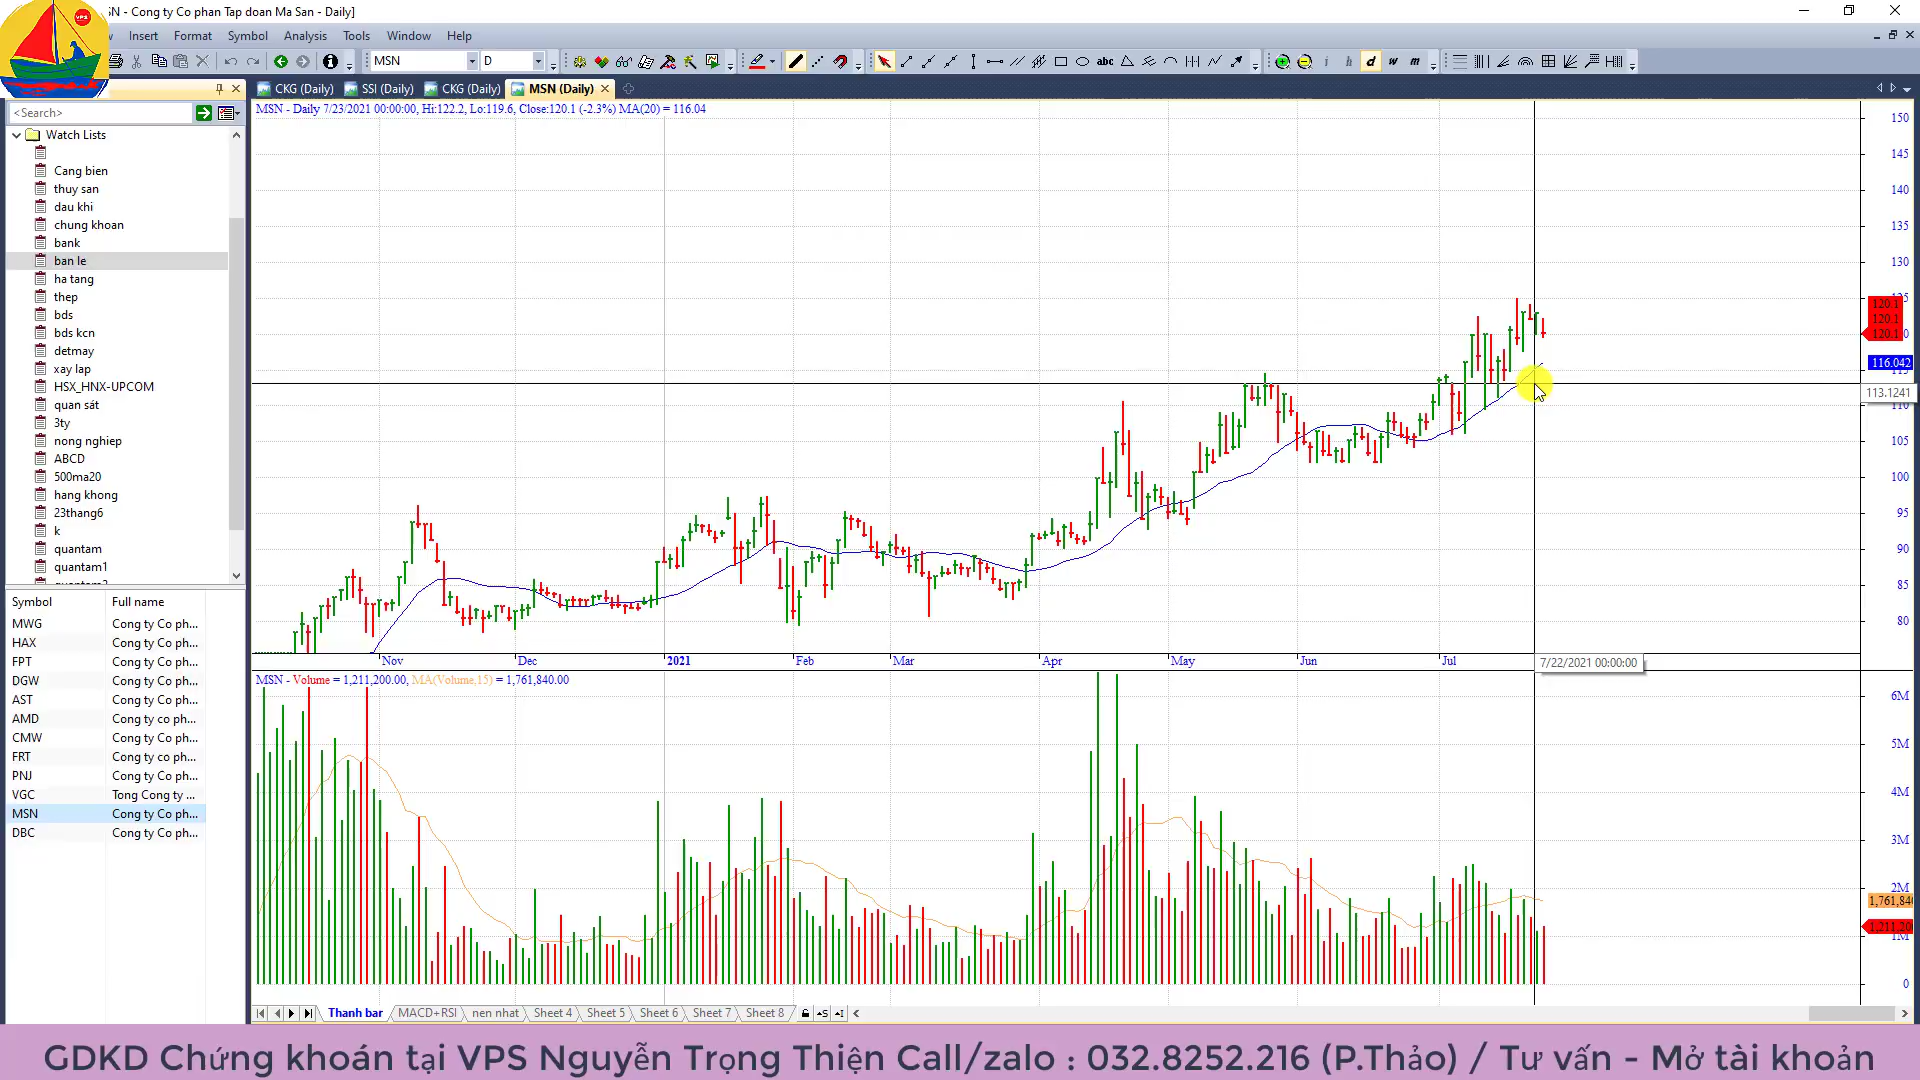 SN - Cong ty Co phan Tap doan Ma San - Daily]
VPS
Insert Format Symbol Analysis Tools Window Help
MSN D abc i h d w m
CKG (Daily) SSI (Daily) CKG (Daily) MSN (Daily)
<Search>
MSN - Daily 7/23/2021 00:00:00, Hi:122.2, Lo:119.6, Close:120.1 (-2.3%) MA(20) = 116.04
Watch Lists
Cang bien
thuy san
dau khi
chung khoan
bank
ban le
ha tang
thep
bds
bds kcn
detmay
xay lap
HSX_HNX-UPCOM
quan sát
3ty
nong nghiep
ABCD
500ma20
hang khong
23thang6
k
quantam
quantam1
150
145
140
135
130
120.1
120.1
120.1
116.042
113.1241
110
105
100
95
90
85
80
Nov Dec 2021 Feb Mar Apr May Jun Jul 7/22/2021 00:00:00
Symbol Full name
MWG Cong ty Co ph...
HAX Cong ty Co ph...
FPT Cong ty Co ph...
DGW Cong ty Co ph...
AST Cong ty Co ph...
AMD Cong ty co ph...
CMW Cong ty Co ph...
FRT Cong ty co ph...
PNJ Cong ty Co ph...
VGC Tong Cong ty ...
MSN Cong ty Co ph...
DBC Cong ty Co ph...
MSN - Volume = 1,211,200.00, MA(Volume,15) = 1,761,840.00
6M
5M
4M
3M
2M
1,761,840
1,211,20
1M
0
Thanh bar MACD+RSI nen nhat Sheet 4 Sheet 5 Sheet 6 Sheet 7 Sheet 8
GDKD Chứng khoán tại VPS Nguyễn Trọng Thiện Call/zalo : 032.8252.216 (P.Thảo) / Tư vấn - Mở tài khoản